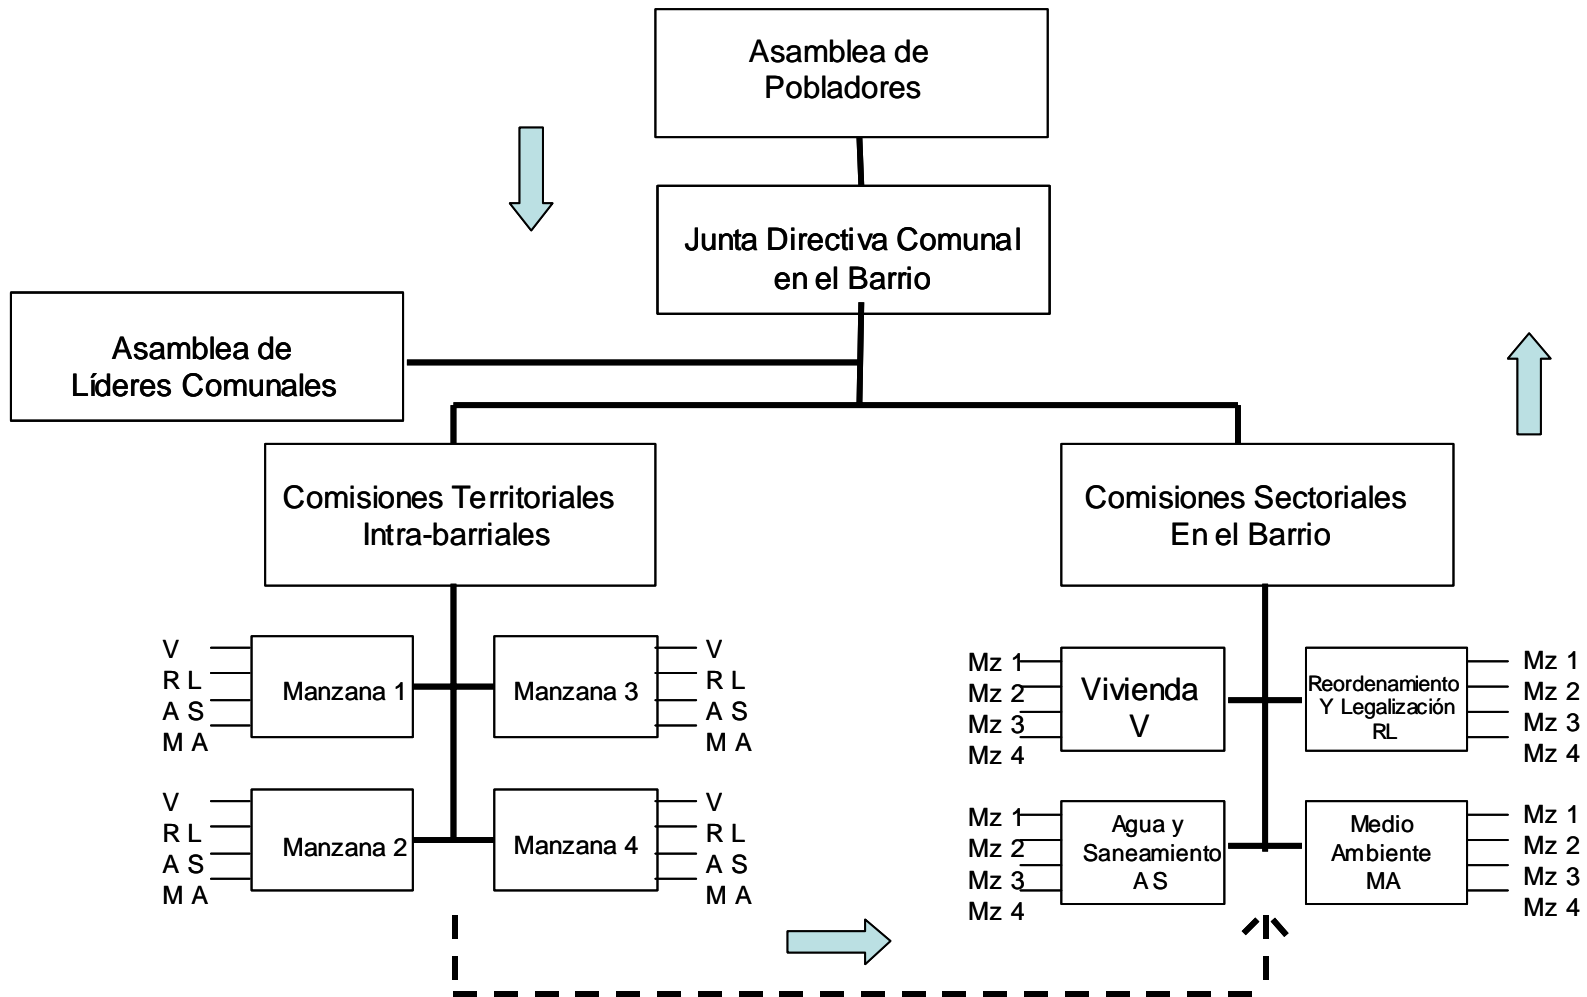 Asamblea de
Pobladores
Junta Directiva Comunal
en el Barrio
Asamblea de
Líderes Comunales
Comisiones Territoriales
Intra-barriales
Comisiones Sectoriales
En el Barrio
V
R L
A S
M A
Manzana 1
Manzana 3
V
R L
A S
M A
V
R L
A S
M A
Manzana 2
Manzana 4
V
R L
A S
M A
Mz 1
Mz 2
Mz 3
Mz 4
Vivienda
V
Reordenamiento
Y Legalización
RL
Mz 1
Mz 2
Mz 3
Mz 4
Mz 1
Mz 2
Mz 3
Mz 4
Agua y
Saneamiento
A S
Medio
Ambiente
MA
Mz 1
Mz 2
Mz 3
Mz 4